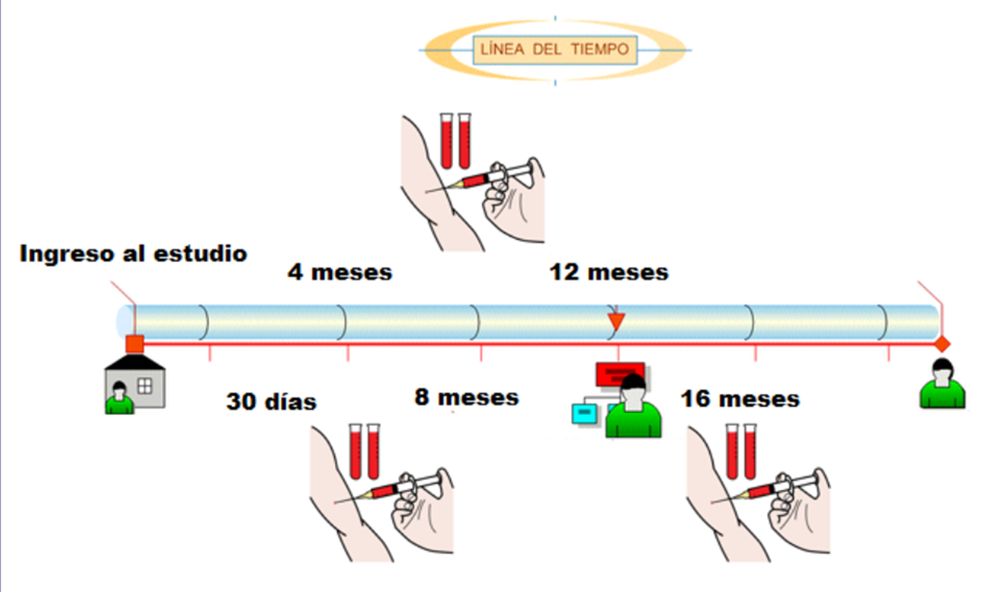 LÍNEA DEL TIEMPO
Ingreso al estudio
4 meses
12 meses
30 días
8 meses
16 meses